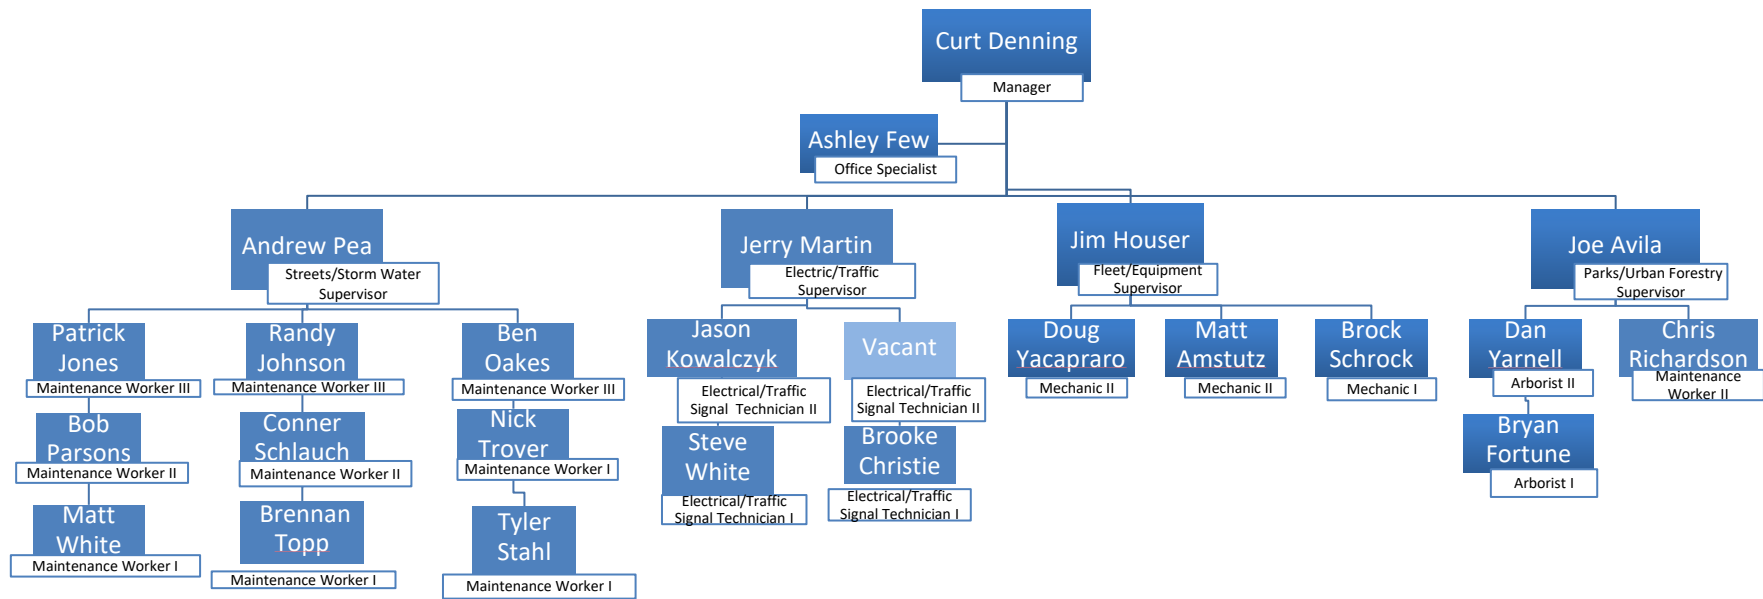 Curt Denning
Manager
Ashley Few
Office Specialist
Andrew Pea
Streets/Storm Water
Supervisor
Jerry Martin
Electric/Traffic
Supervisor
Jim Houser
Fleet/Equipment
Supervisor
Joe Avila
Parks/Urban Forestry
Supervisor
Patrick
Jones
Maintenance Worker III
Bob
Parsons
Maintenance Worker II
Matt
White
Maintenance Worker I
Randy
Johnson
Maintenance Worker III
Conner
Schlauch
Maintenance Worker II
Brennan
Topp
Maintenance Worker I
Ben
Oakes
Maintenance Worker III
Nick
Trover
Maintenance Worker I
Tyler
Stahl
Maintenance Worker I
Jason
Kowalczyk
Electrical/Traffic
Signal Technician II
Steve
White
Electrical/Traffic
Signal Technician I
Vacant
Electrical/Traffic
Signal Technician II
Brooke
Christie
Electrical/Traffic
Signal Technician I
Doug
Yacapraro
Mechanic II
Matt
Amstutz
Mechanic II
Brock
Schrock
Mechanic I
Dan
Yarnell
Arborist II
Bryan
Fortune
Arborist I
Chris
Richardson
Maintenance
Worker II